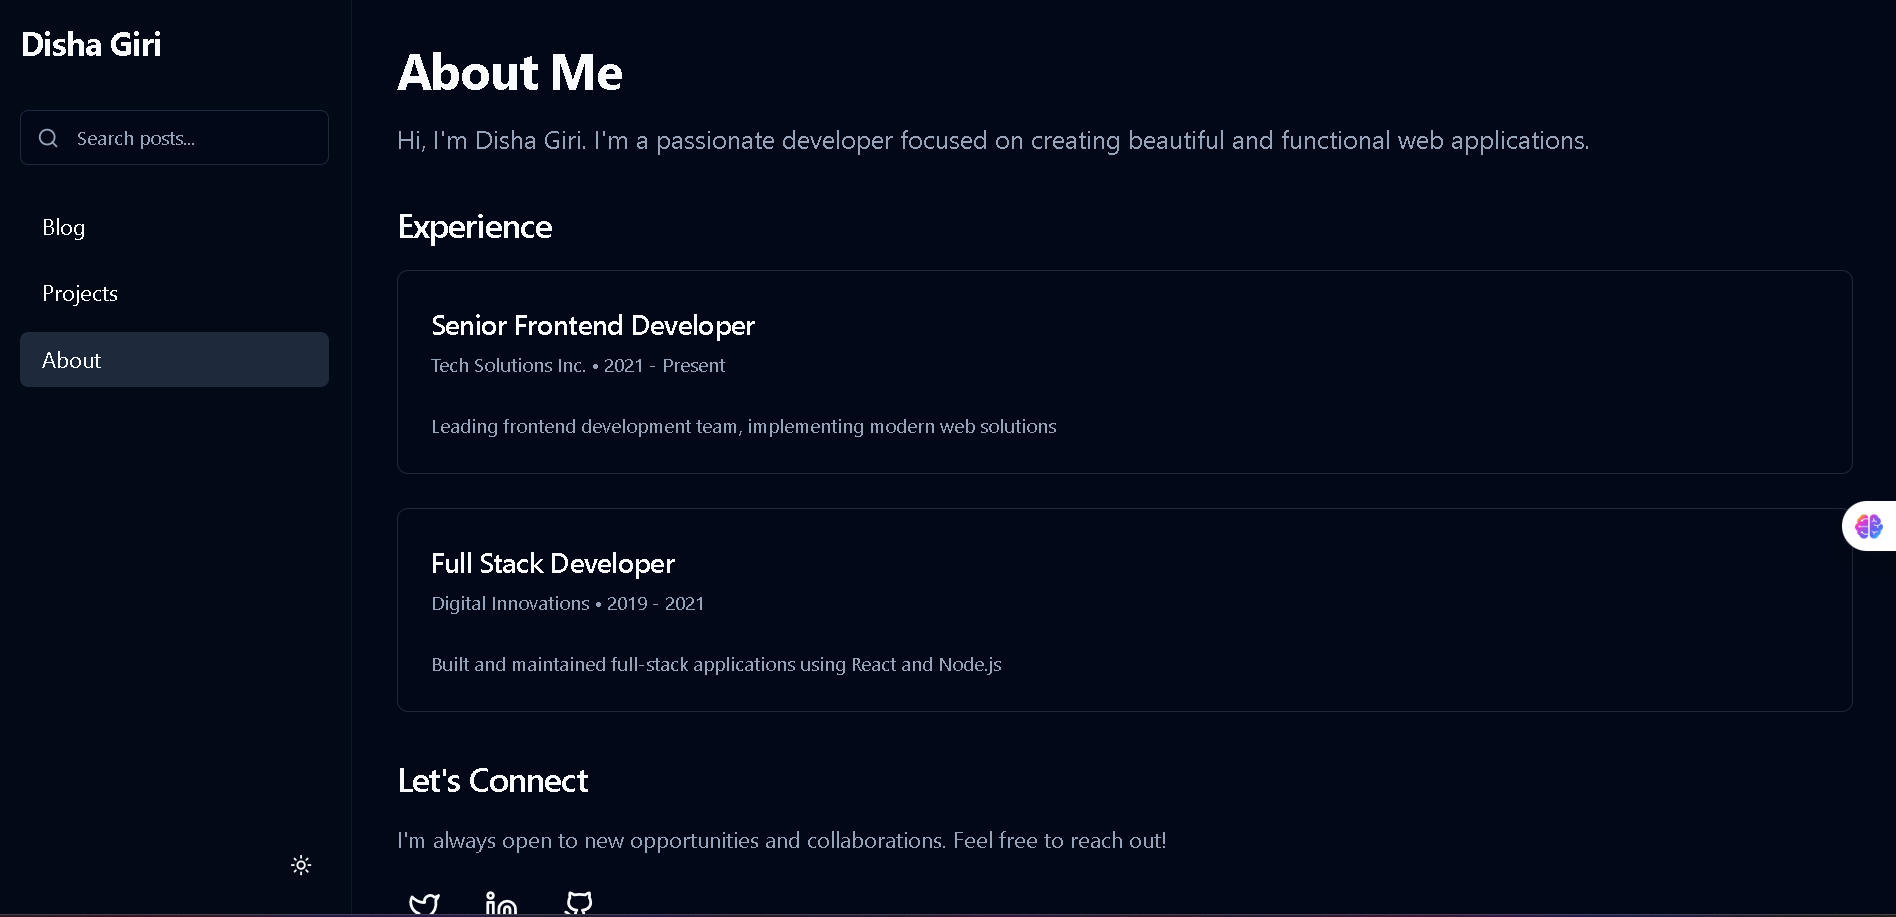 Disha Giri
Search posts...
Blog
Projects
About
About Me
Hi, I'm Disha Giri. I'm a passionate developer focused on creating beautiful and functional web applications.
Experience
Senior Frontend Developer
Tech Solutions Inc. • 2021 - Present
Leading frontend development team, implementing modern web solutions
Full Stack Developer
Digital Innovations • 2019 - 2021
Built and maintained full-stack applications using React and Node.js
Let's Connect
I'm always open to new opportunities and collaborations. Feel free to reach out!